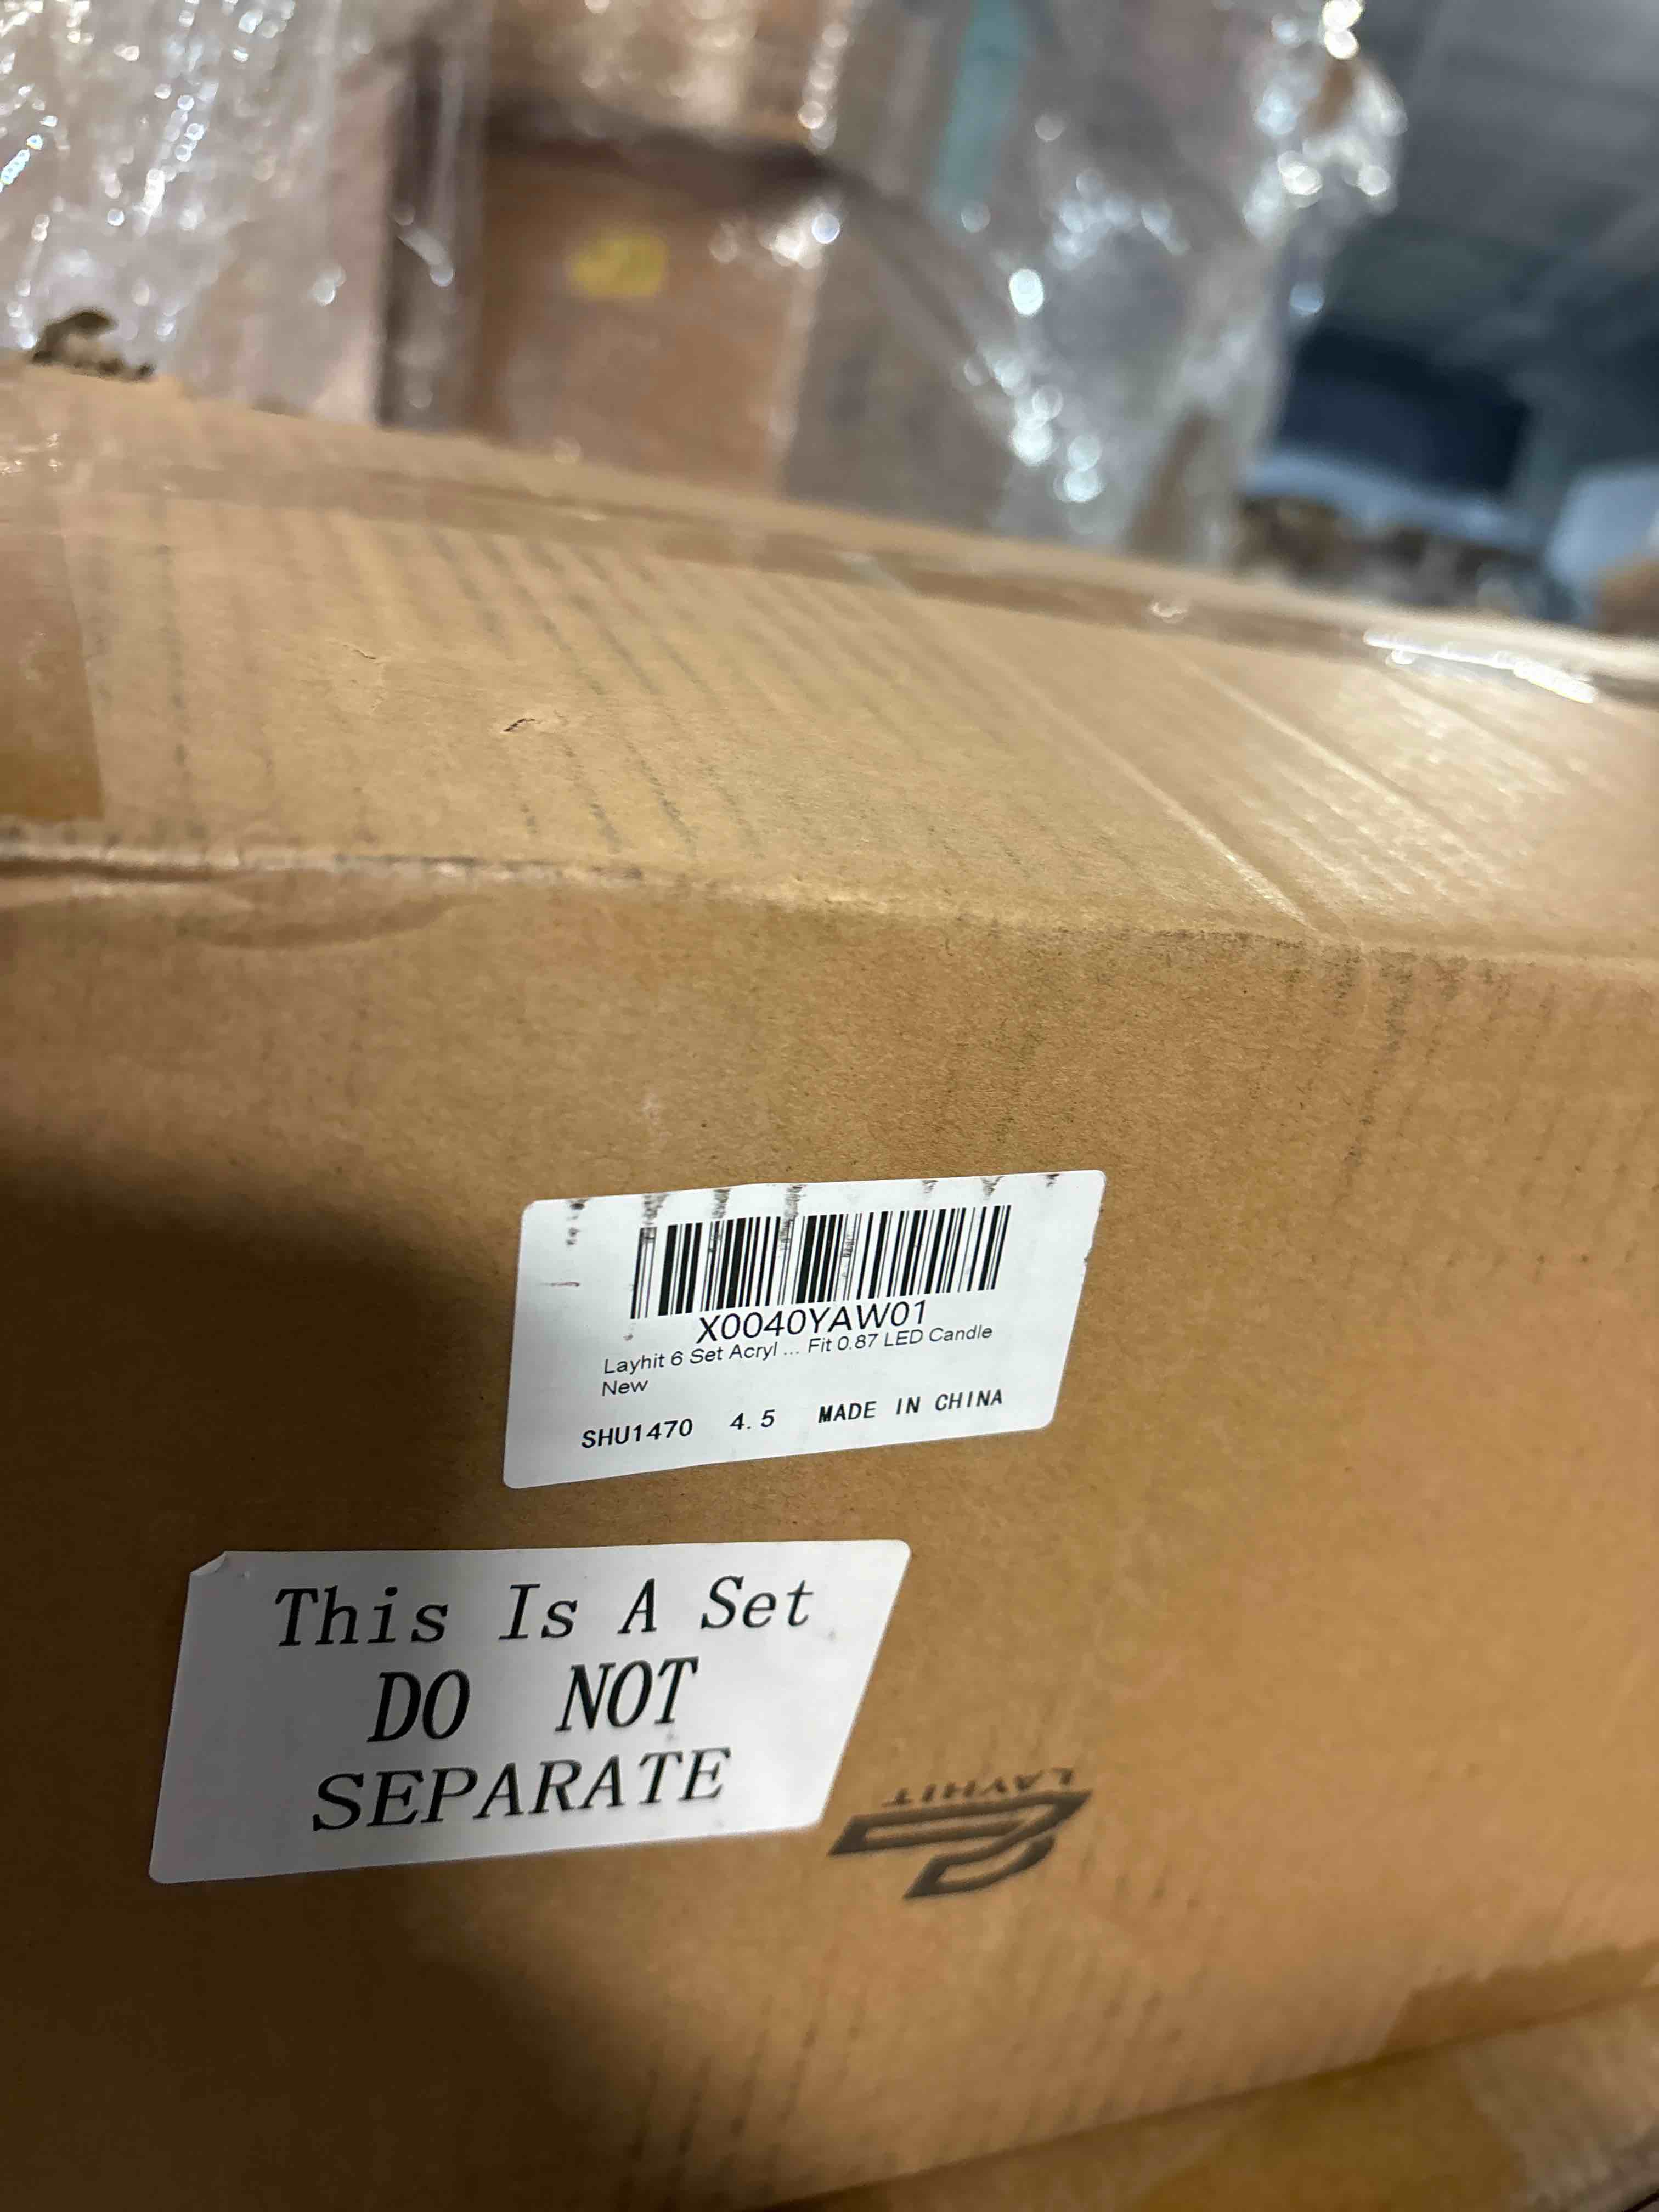 X0040YAW01
Layhit 6 Set Acryl ... Fit 0.87 LED Candle
New
SHU1470 4.5 MADE IN CHINA
This Is A Set
DO NOT
SEPARATE
LAYHIT